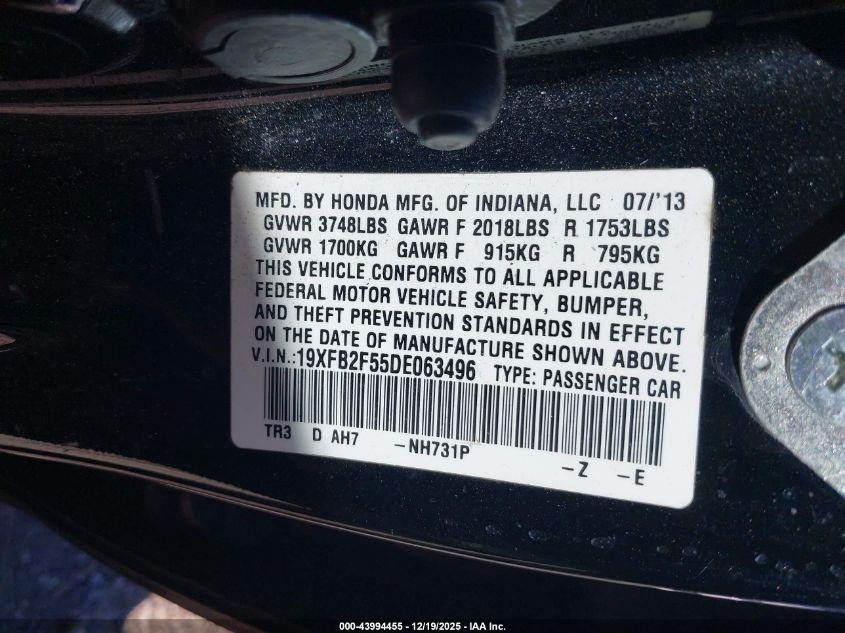 MFD. BY HONDA MFG. OF INDIANA, LLC 07/'13
GVWR 3748LBS GAWR F 2018LBS R 1753LBS
GVWR 1700KG GAWR F 915KG R 795KG
THIS VEHICLE CONFORMS TO ALL APPLICABLE
FEDERAL MOTOR VEHICLE SAFETY, BUMPER,
AND THEFT PREVENTION STANDARDS IN EFFECT
ON THE DATE OF MANUFACTURE SHOWN ABOVE.
V.I.N.:19XFB2F55DE063496 TYPE: PASSENGER CAR
TR3 D AH7 -NH731P -Z -E
000-43994455 - 12/19/2025 - IAA Inc.